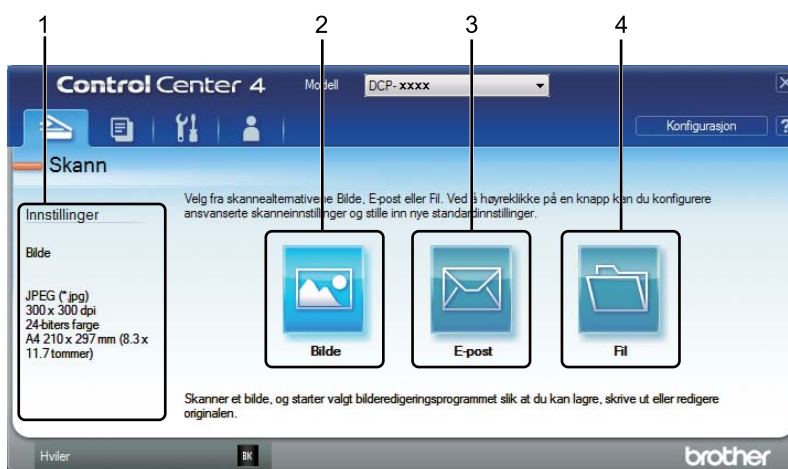 1 2 3 4
Control Center 4 Modell DCP-xxxx X
Konfigurasjon ?
Skann
Velg fra skannealternativene Bilde, E-post eller Fil. Ved å høyreklikke på en knapp kan du konfigurere
ansvanserte skanneinnstillinger og stille inn nye standardinnstillinger.
Innstillinger
Bilde
JPEG (*.jpg)
300 x 300 dpi
24-biters farge
A4 210 x 297 mm (8.3 x
11.7 tommer)
Bilde E-post Fil
Skanner et bilde, og starter valgt bilderedigeringsprogrammet slik at du kan lagre, skrive ut eller redigere
originalen.
Hviler BK brother